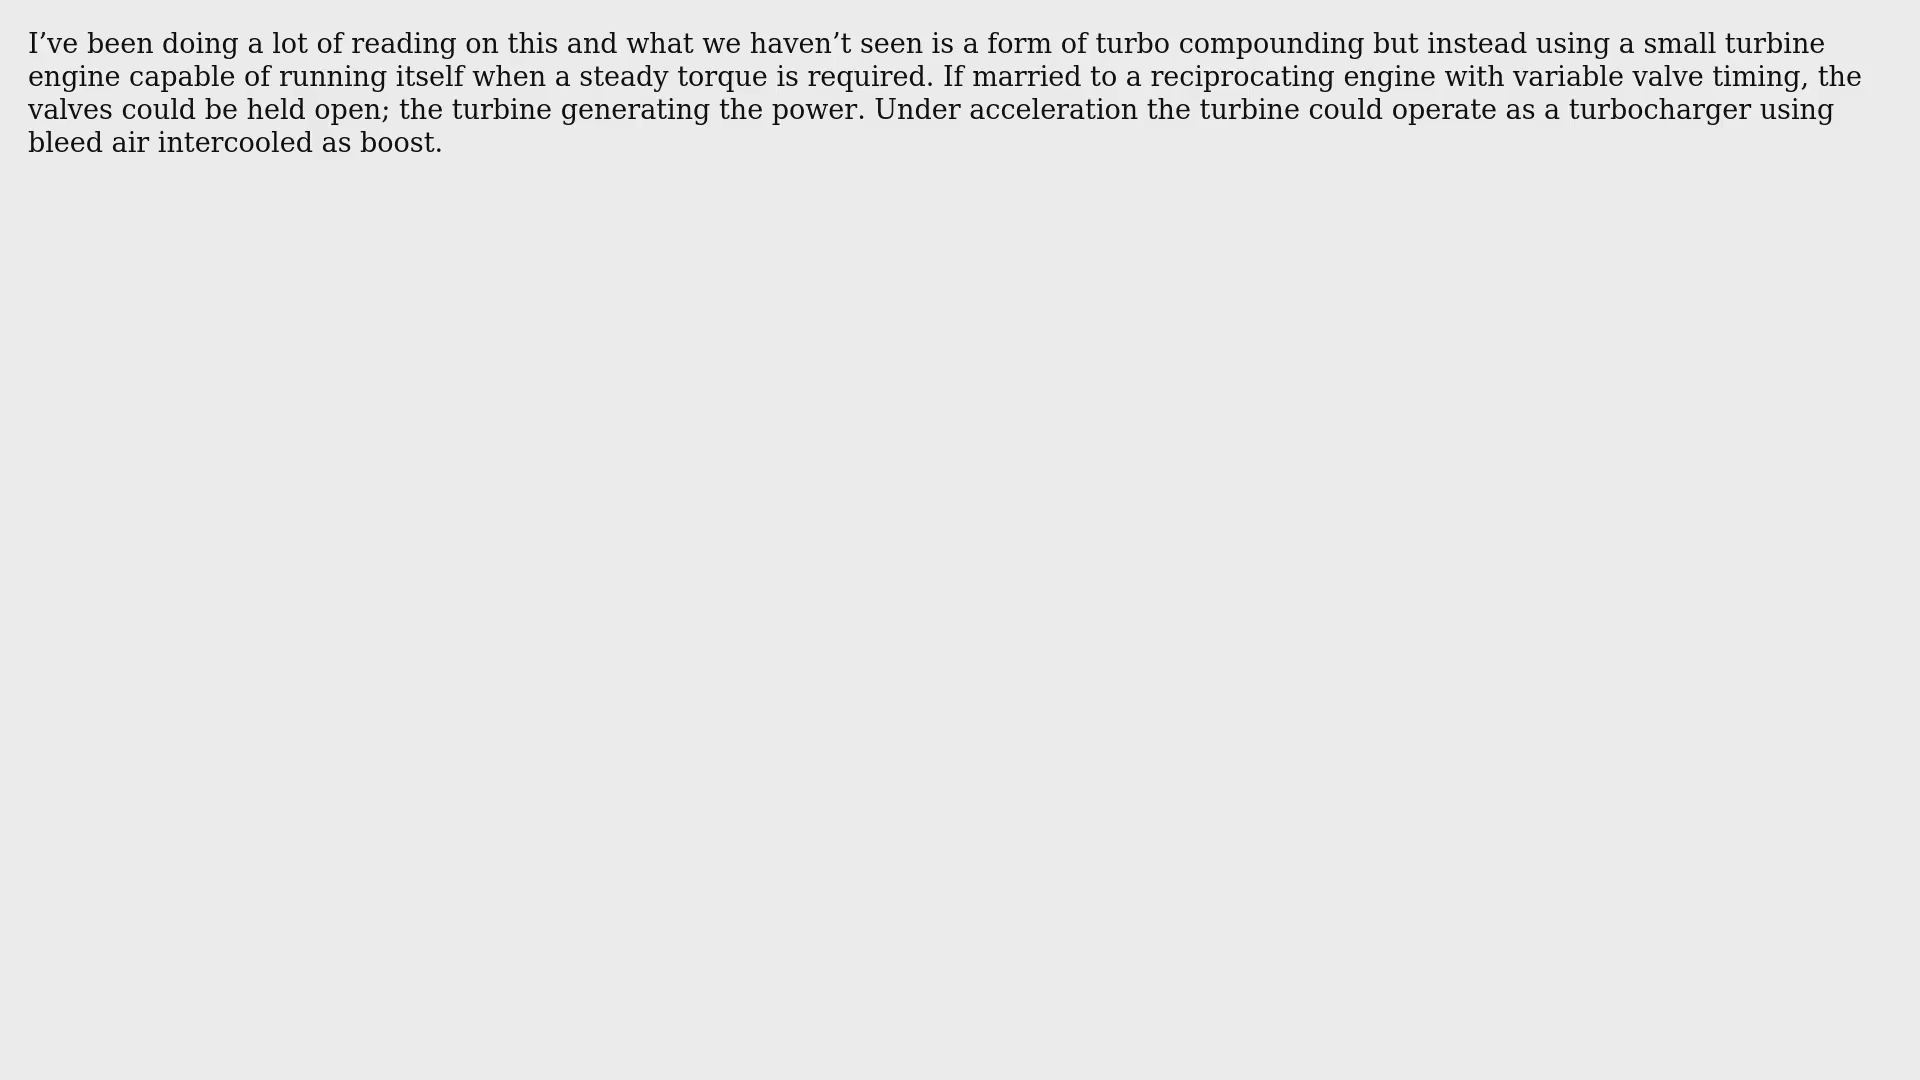 I’ve been doing a lot of reading on this and what we haven’t seen is a form of turbo compounding but instead using a small turbine
engine capable of running itself when a steady torque is required. If married to a reciprocating engine with variable valve timing, the
valves could be held open; the turbine generating the power. Under acceleration the turbine could operate as a turbocharger using
bleed air intercooled as boost.